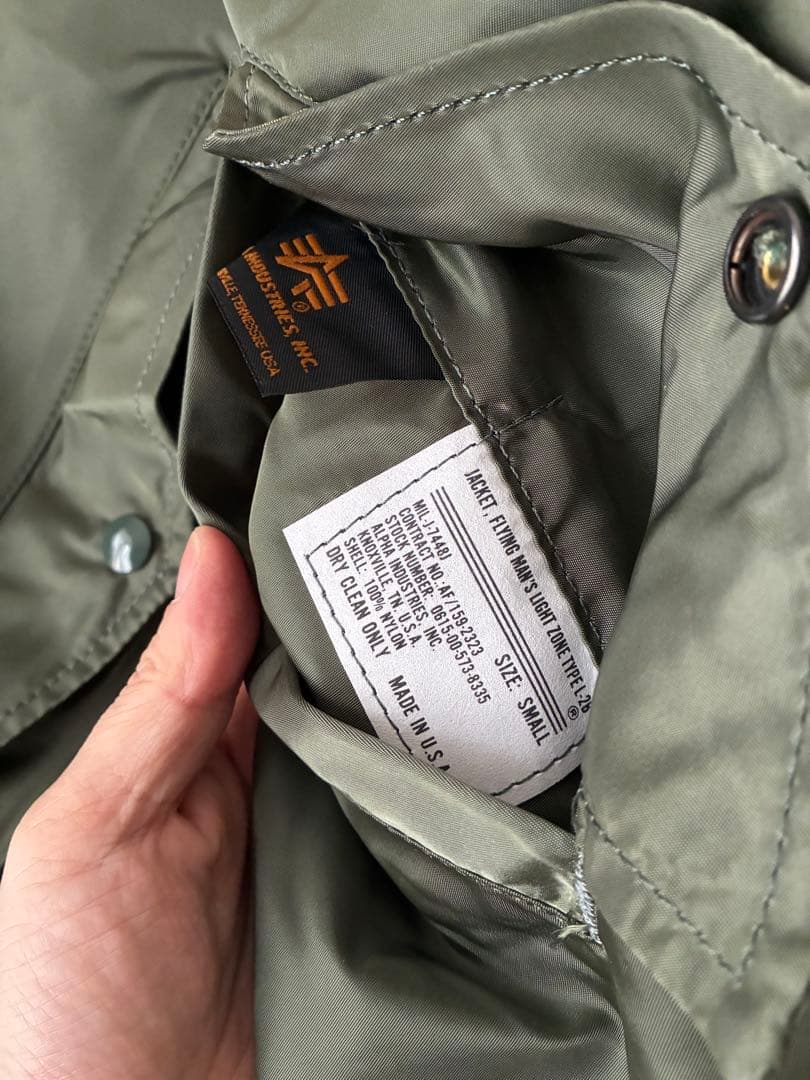 INDUSTRIES, INC.
VILLE, TENNESSEE USA
JACKET, FLYING MAN'S LIGHT ZONE TYPE L-2B
®
SIZE: SMALL
MIL-J-7448J
CONTRACT NO.:AF/159-2323
STOCK NUMBER: 0615-00-573-8335
ALPHA INDUSTRIES, INC.
KNOXVILLE, TN. U.S.A.
SHELL: 100% NYLON
DRY CLEAN ONLY
MADE IN U.S.A.